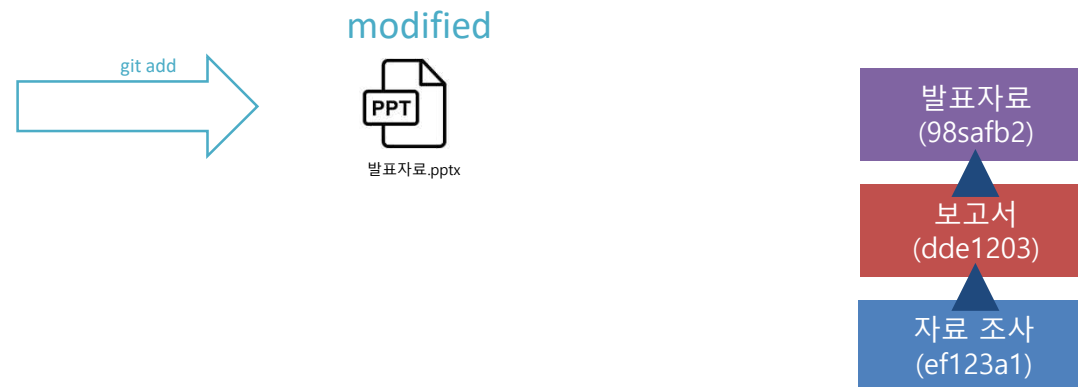 modified
git add
PPT
발표자료.pptx
발표자료
(98safb2)
보고서
(dde1203)
자료 조사
(ef123a1)